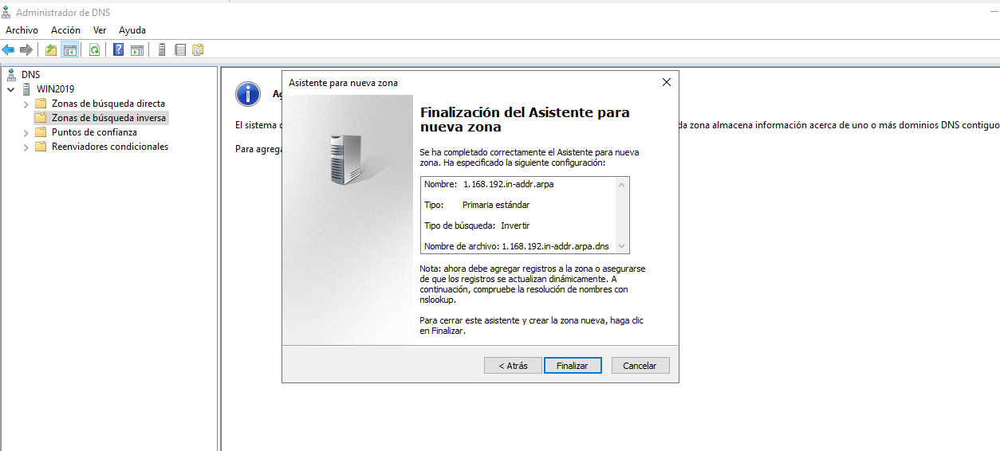 Administrador de DNS
Archivo Acción Ver Ayuda
DNS
WIN2019
Zonas de búsqueda directa
Zonas de búsqueda inversa
Puntos de confianza
Reenviadores condicionales
El sistema
da zona almacena información acerca de uno o más dominios DNS contiguo
Para agrega
Asistente para nueva zona
Finalización del Asistente para
nueva zona
Se ha completado correctamente el Asistente para nueva
zona. Ha especificado la siguiente configuración:
Nombre: 1.168.192.in-addr.arpa
Tipo: Primaria estándar
Tipo de búsqueda: Invertir
Nombre de archivo: 1.168.192.in-addr.arpa.dns
Nota: ahora debe agregar registros a la zona o asegurarse
de que los registros se actualizan dinámicamente. A
continuación, compruebe la resolución de nombres con
nslookup.
Para cerrar este asistente y crear la zona nueva, haga clic
en Finalizar.
< Atrás Finalizar Cancelar